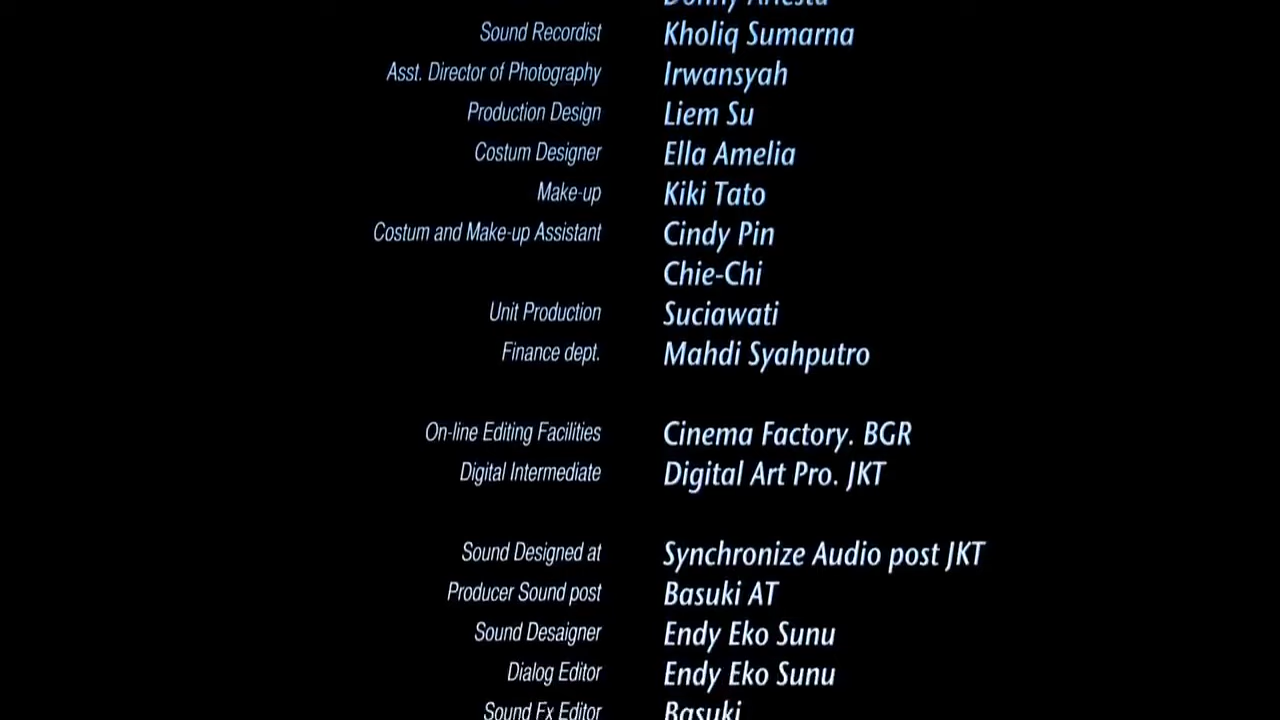 Sound Recordist Kholiq Sumarna
Asst. Director of Photography Irwansyah
Production Design Liem Su
Costum Designer Ella Amelia
Make-up Kiki Tato
Costum and Make-up Assistant Cindy Pin
Chie-Chi
Unit Production Suciawati
Finance dept. Mahdi Syahputro
On-line Editing Facilities Cinema Factory. BGR
Digital Intermediate Digital Art Pro. JKT
Sound Designed at Synchronize Audio post JKT
Producer Sound post Basuki AT
Sound Desaigner Endy Eko Sunu
Dialog Editor Endy Eko Sunu
Sound Fx Editor Basuki